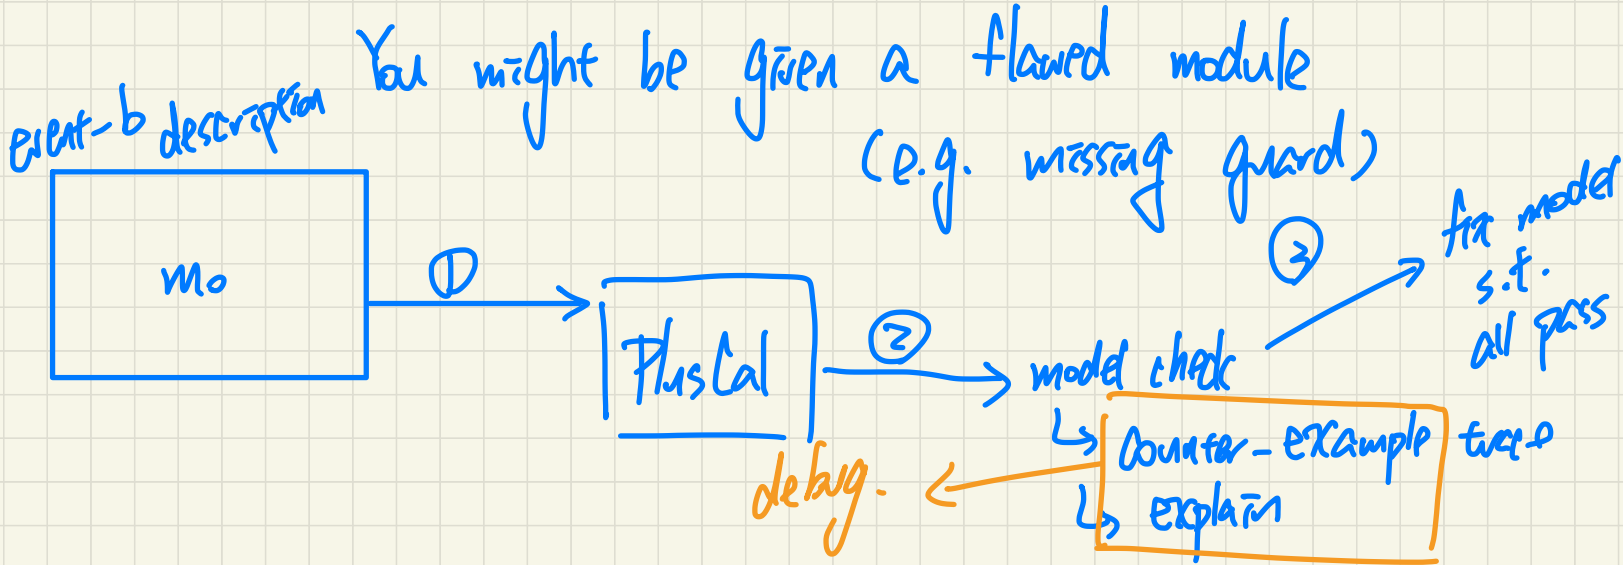 You might be given a flawed module
(e.g. missing guard)
event-b description
m0
①
PlusCal
②
model check
↳ counter-example trace
↳ explain
debug.
③
fix model
s.t.
all pass